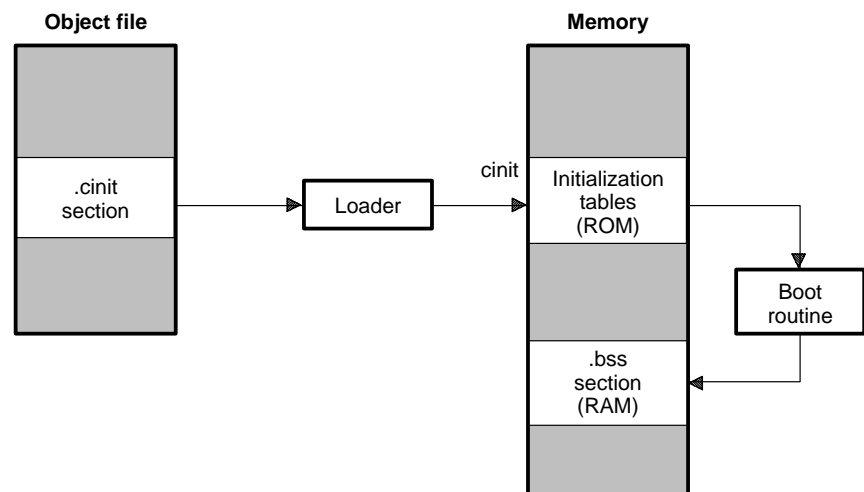 Object file
Memory
.cinit
section
Loader
cinit
Initialization
tables
(ROM)
Boot
routine
.bss
section
(RAM)